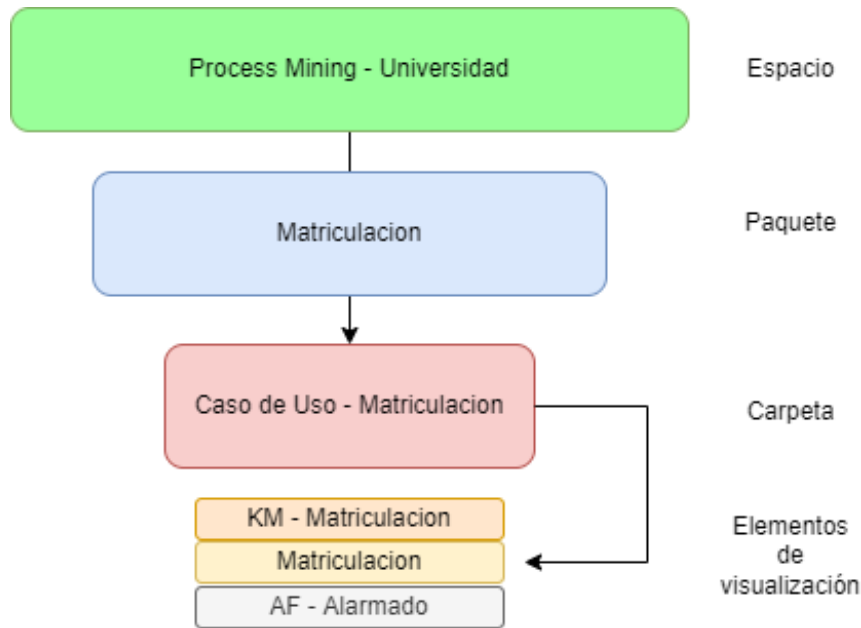 Process Mining - Universidad
Espacio
Matriculacion
Paquete
Caso de Uso - Matriculacion
Carpeta
KM - Matriculacion
Matriculacion
AF - Alarmado
Elementos
de
visualización